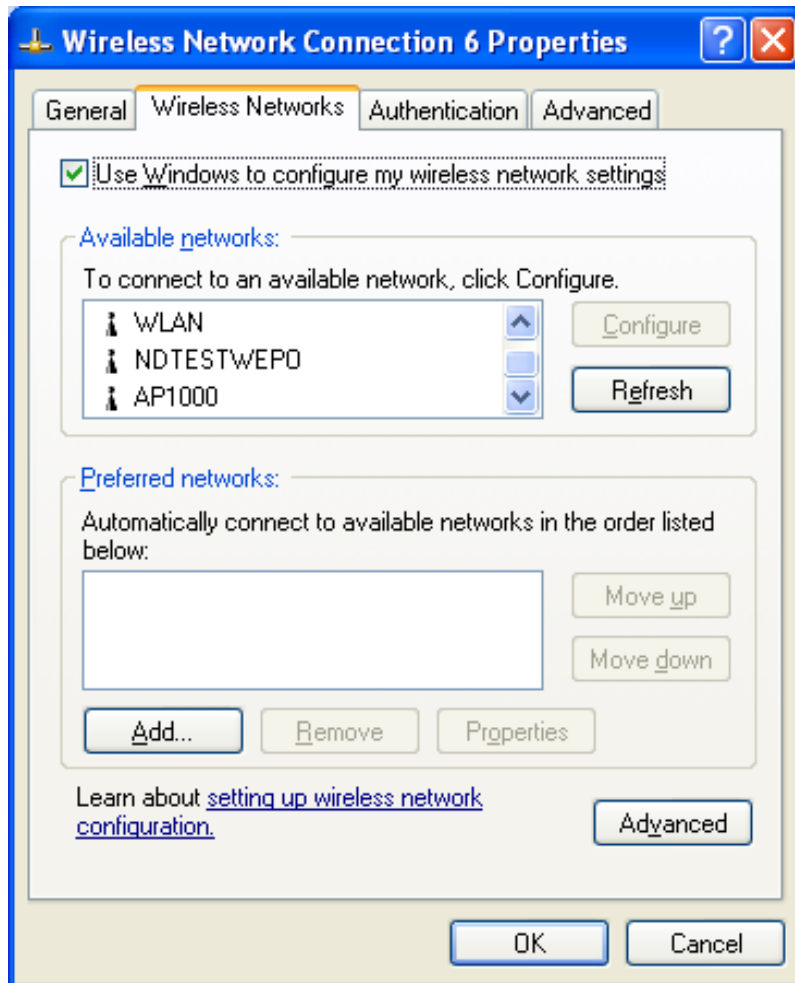 Wireless Network Connection 6 Properties
General Wireless Networks Authentication Advanced
Use Windows to configure my wireless network settings
Available networks:
To connect to an available network, click Configure.
WLAN
Configure
NDTESTWEP0
AP1000
Refresh
Preferred networks:
Automatically connect to available networks in the order listed
below:
Move up
Move down
Add... Remove Properties
Learn about setting up wireless network
configuration.
Advanced
OK Cancel